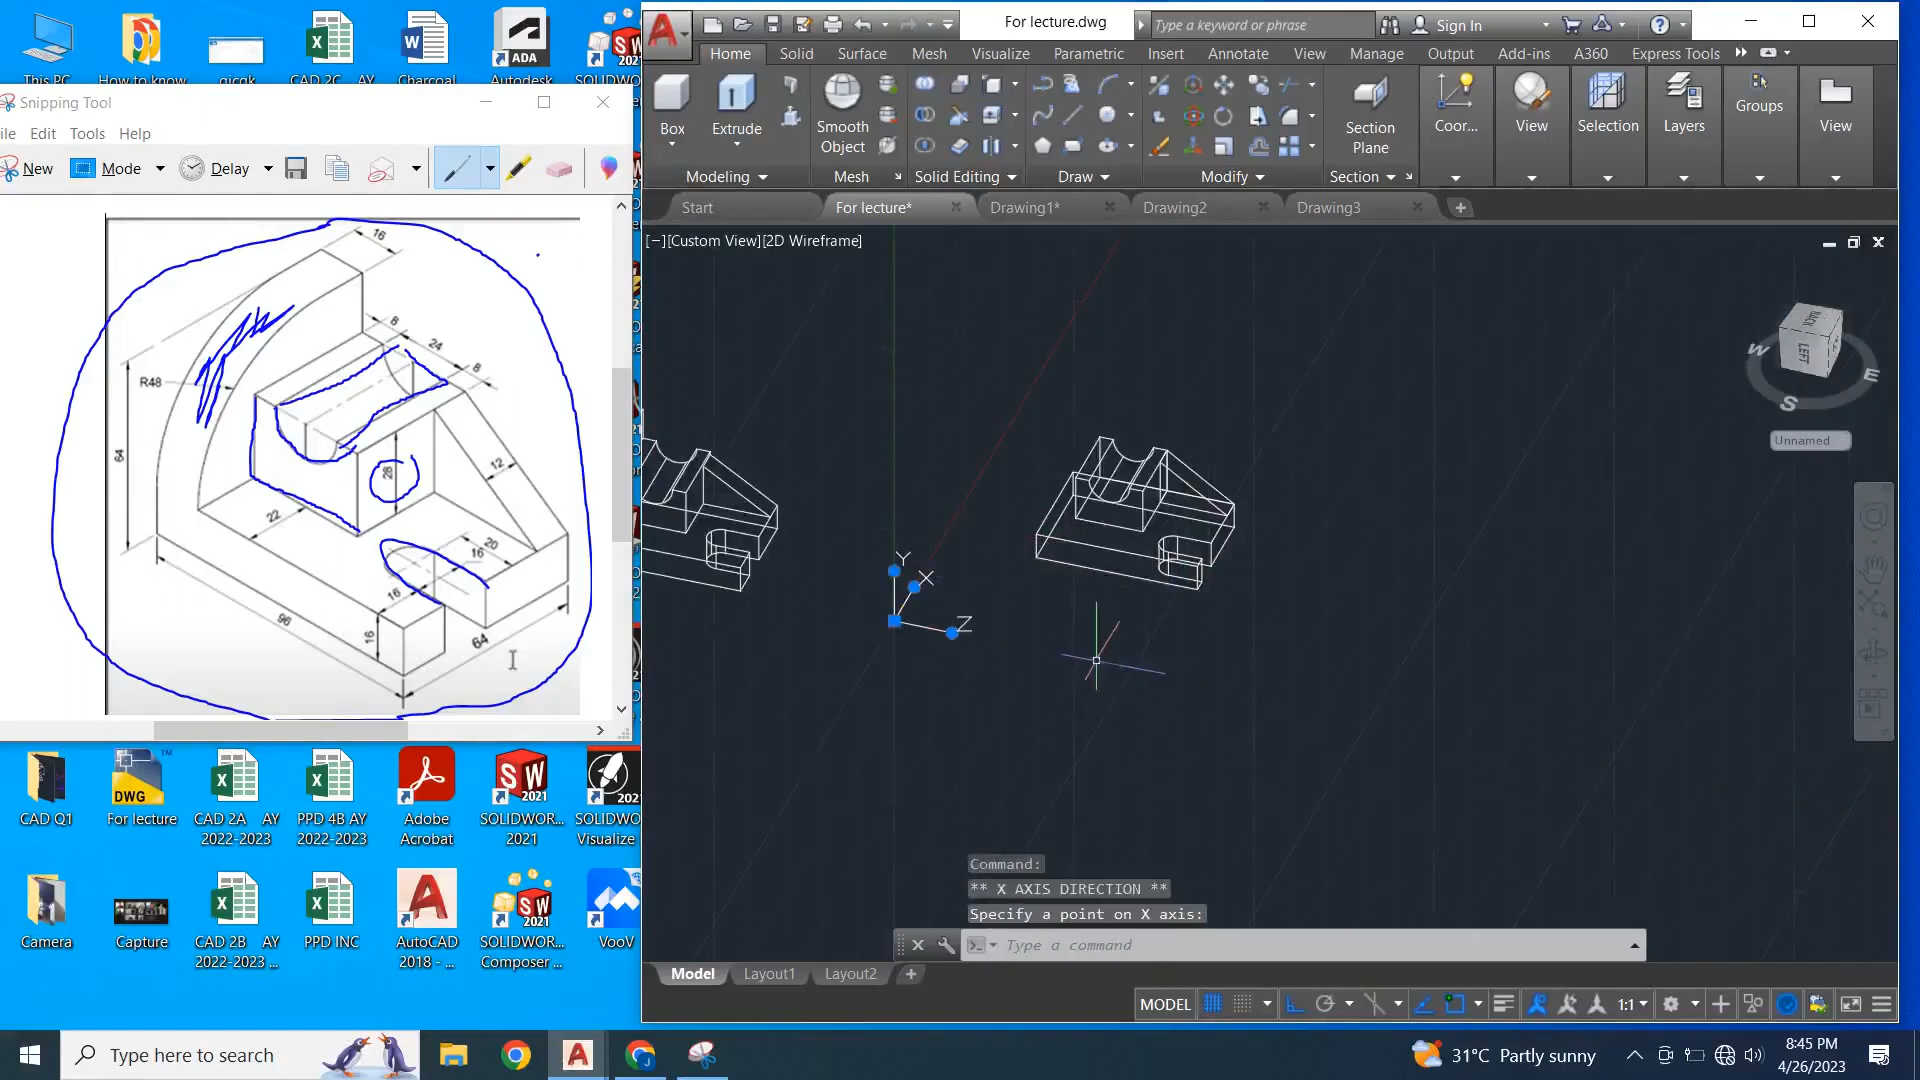 This PC
How to know
gjcgk
CAD 2C AY
Charcoal
Autodesk
SOLIDWOR
ADA
Snipping Tool
ile Edit Tools Help
New Mode Delay
16
8
24
8
R48
64
12
28
22
20
16
16
96
16
64
CAD Q1
For lecture
CAD 2A AY 2022-2023
PPD 4B AY 2022-2023
Adobe Acrobat
SOLIDWOR... 2021
SOLIDWO Visualize
DWG
Camera
Capture
CAD 2B AY 2022-2023 ...
PPD INC
AutoCAD 2018 - ...
SOLIDWOR... Composer ...
VooV
For lecture.dwg
Type a keyword or phrase
Sign In
Home Solid Surface Mesh Visualize Parametric Insert Annotate View Manage Output Add-ins A360 Express Tools
Box
Extrude
Smooth Object
Section Plane
Coor...
View
Selection
Layers
Groups
View
Modeling Mesh Solid Editing Draw Modify Section
Start For lecture* Drawing1* Drawing2 Drawing3
[−][Custom View][2D Wireframe]
BACK
LEFT
W
E
S
Unnamed
Y
X
Z
Command:
** X AXIS DIRECTION **
Specify a point on X axis:
Type a command
Model Layout1 Layout2
MODEL 1:1
Type here to search
31°C Partly sunny
8:45 PM
4/26/2023